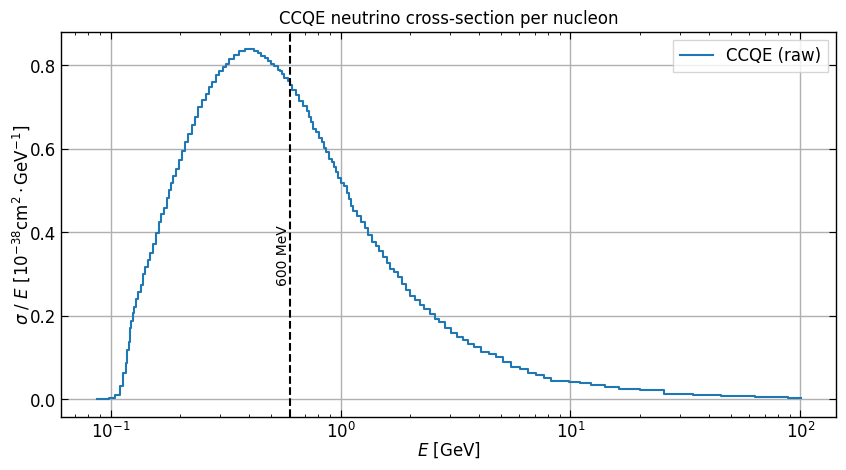 CCQE neutrino cross-section per nucleon
CCQE (raw)
σ / E [10⁻³⁸cm² · GeV⁻¹]
0.8
0.6
0.4
0.2
0.0
600 MeV
10⁻¹
10⁰
10¹
10²
E [GeV]